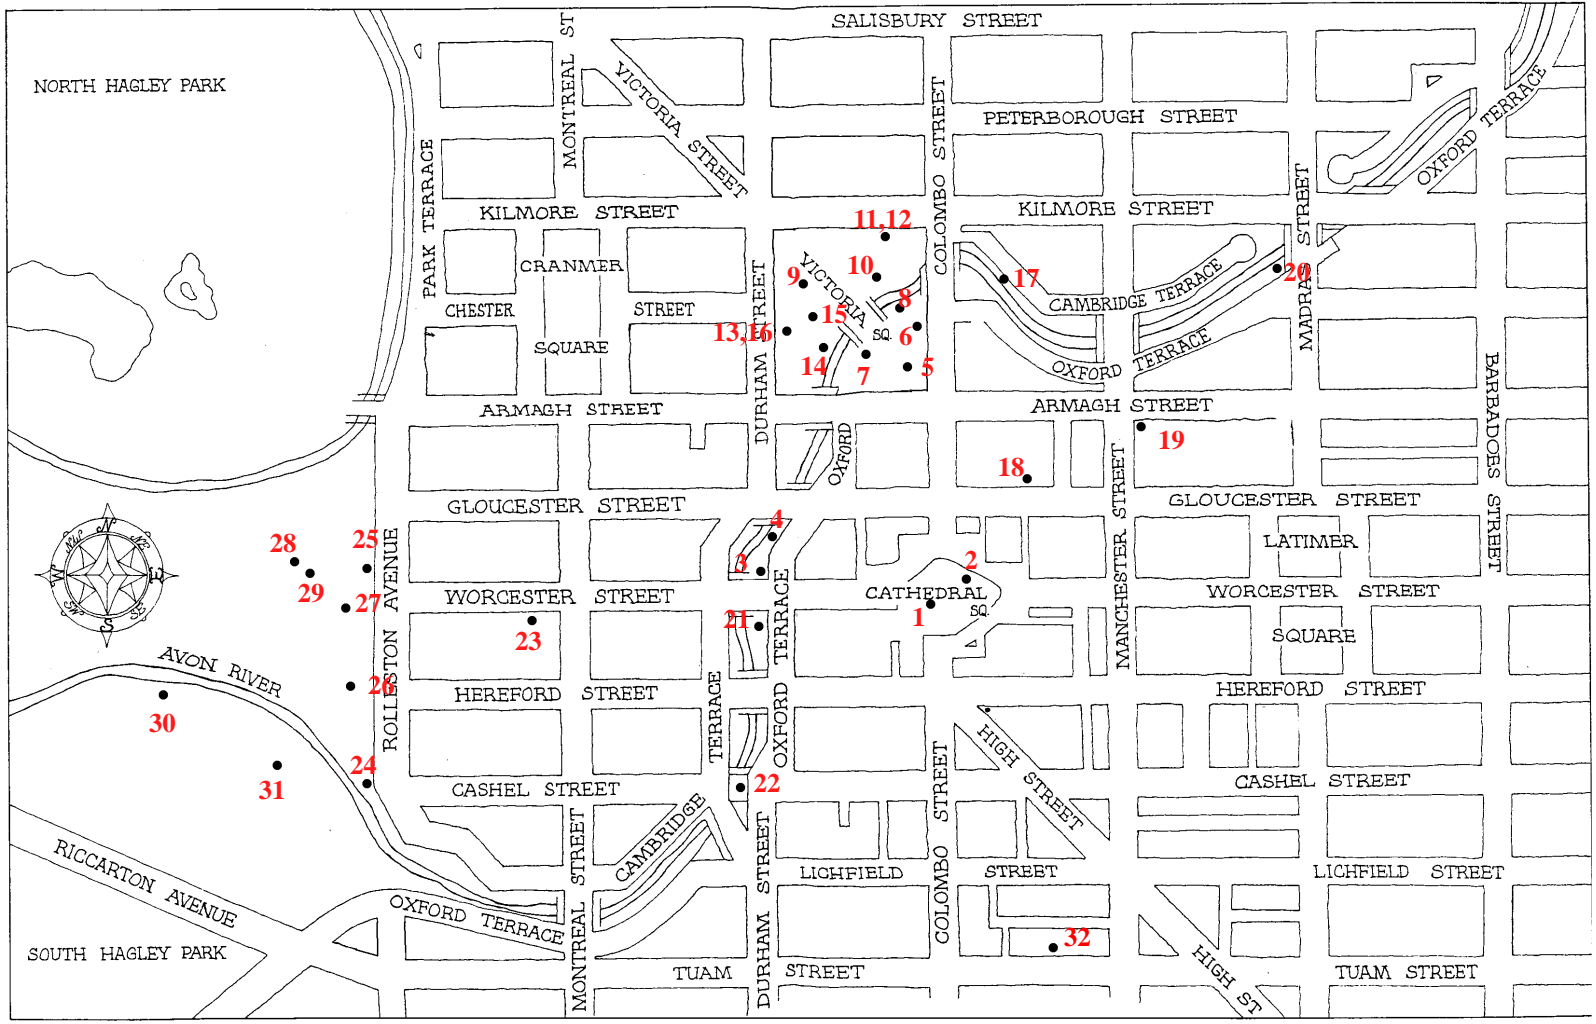 SALISBURY STREET
MONTREAL ST
NORTH HAGLEY PARK
VICTORIA STREET
COLOMBO STREET
PETERBOROUGH STREET
OXFORD TERRACE
PARK TERRACE
KILMORE STREET
KILMORE STREET
MADRAS STREET
11,12
CRANMER
VICTORIA
SQ.
10
9
8
17
20
CAMBRIDGE TERRACE
CHESTER STREET
DURHAM STREET
15
13,16
6
SQUARE
14
7
5
OXFORD TERRACE
BARBADOES STREET
ARMAGH STREET
ARMAGH STREET
OXFORD
19
18
GLOUCESTER STREET
GLOUCESTER STREET
MANCHESTER STREET
4
N
NE
E
SE
S
SW
W
NW
28
25
29
3
2
LATIMER
ROLLESTON AVENUE
27
WORCESTER STREET
CATHEDRAL
SQ.
1
WORCESTER STREET
23
21
OXFORD TERRACE
SQUARE
AVON RIVER
26
HEREFORD STREET
HEREFORD STREET
30
TERRACE
HIGH STREET
24
31
CASHEL STREET
22
CASHEL STREET
COLOMBO STREET
CAMBRIDGE
MONTREAL STREET
DURHAM STREET
RICCARTON AVENUE
LICHFIELD STREET
LICHFIELD STREET
OXFORD TERRACE
32
SOUTH HAGLEY PARK
TUAM STREET
HIGH ST
TUAM STREET